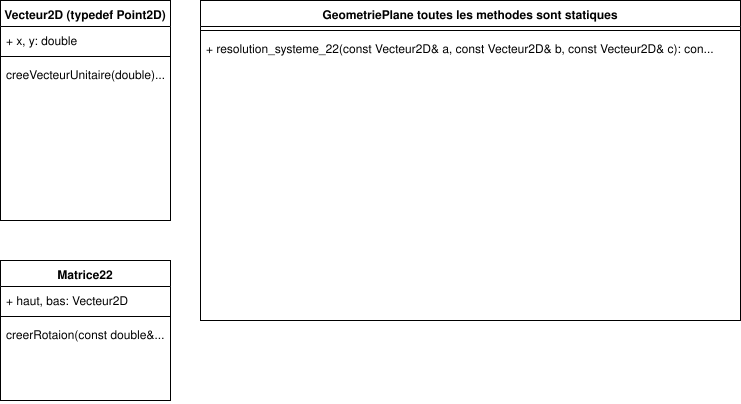 Vecteur2D (typedef Point2D)
+ x, y: double
creeVecteurUnitaire(double)...
GeometriePlane toutes les methodes sont statiques
+ resolution_systeme_22(const Vecteur2D& a, const Vecteur2D& b, const Vecteur2D& c): con...
Matrice22
+ haut, bas: Vecteur2D
creerRotaion(const double&...